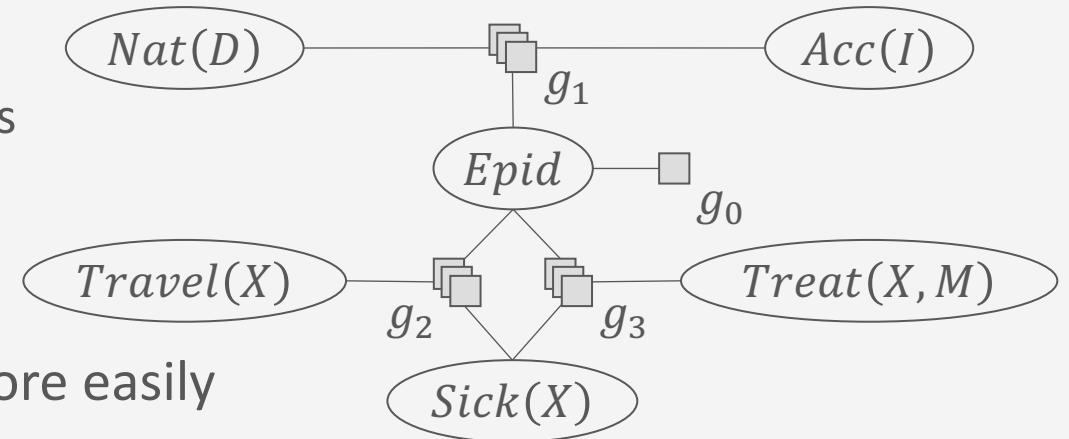 Nat(D)
Acc(I)
g₁
s
Epid
g₀
Travel(X)
Treat(X, M)
g₂
g₃
ore easily
Sick(X)